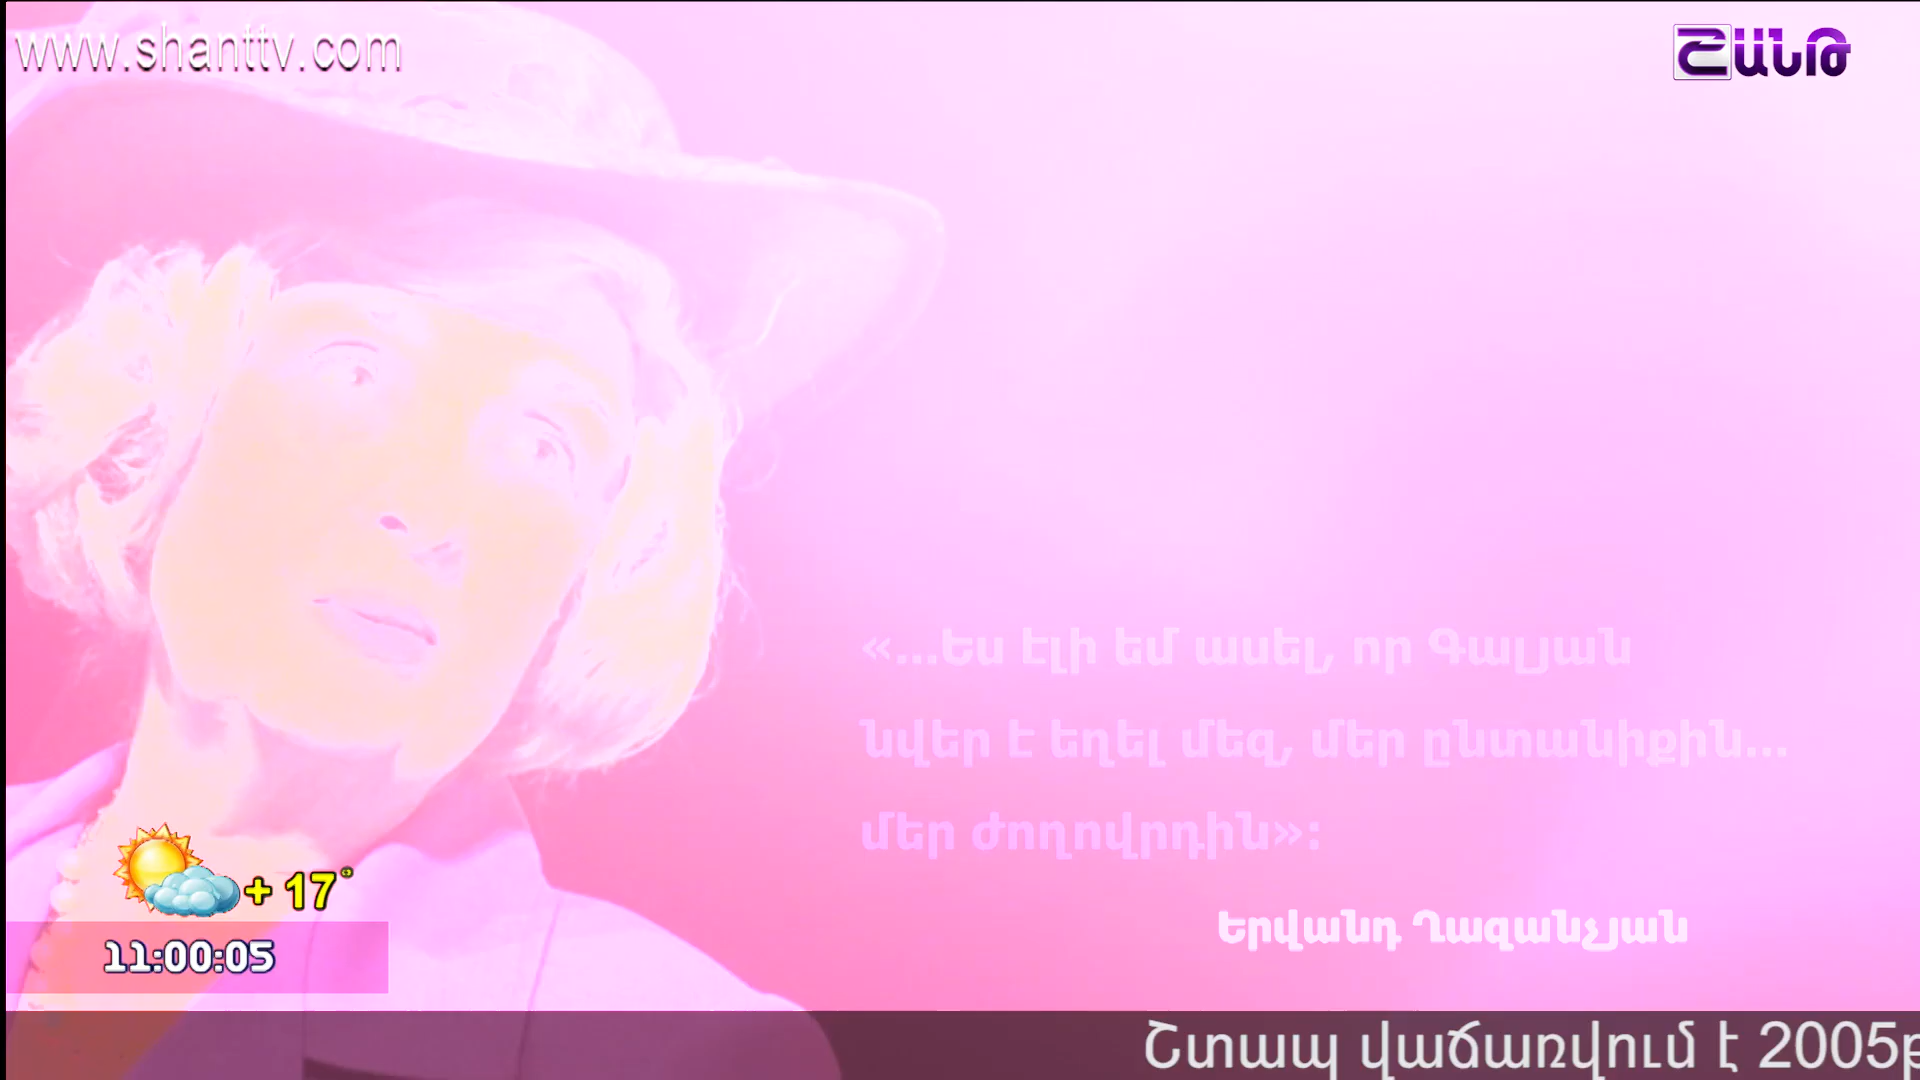 www.shanttv.com
ՇԱՆԹ
«...Ես էլի եմ ասել, որ Գալյան
նվեր է եղել մեզ, մեր ընտանիքին...
մեր ժողովրդին»:
Երվանդ Ղազանչյան
+ 17°
11:00:05
Շտապ վաճառվում է 2005թ